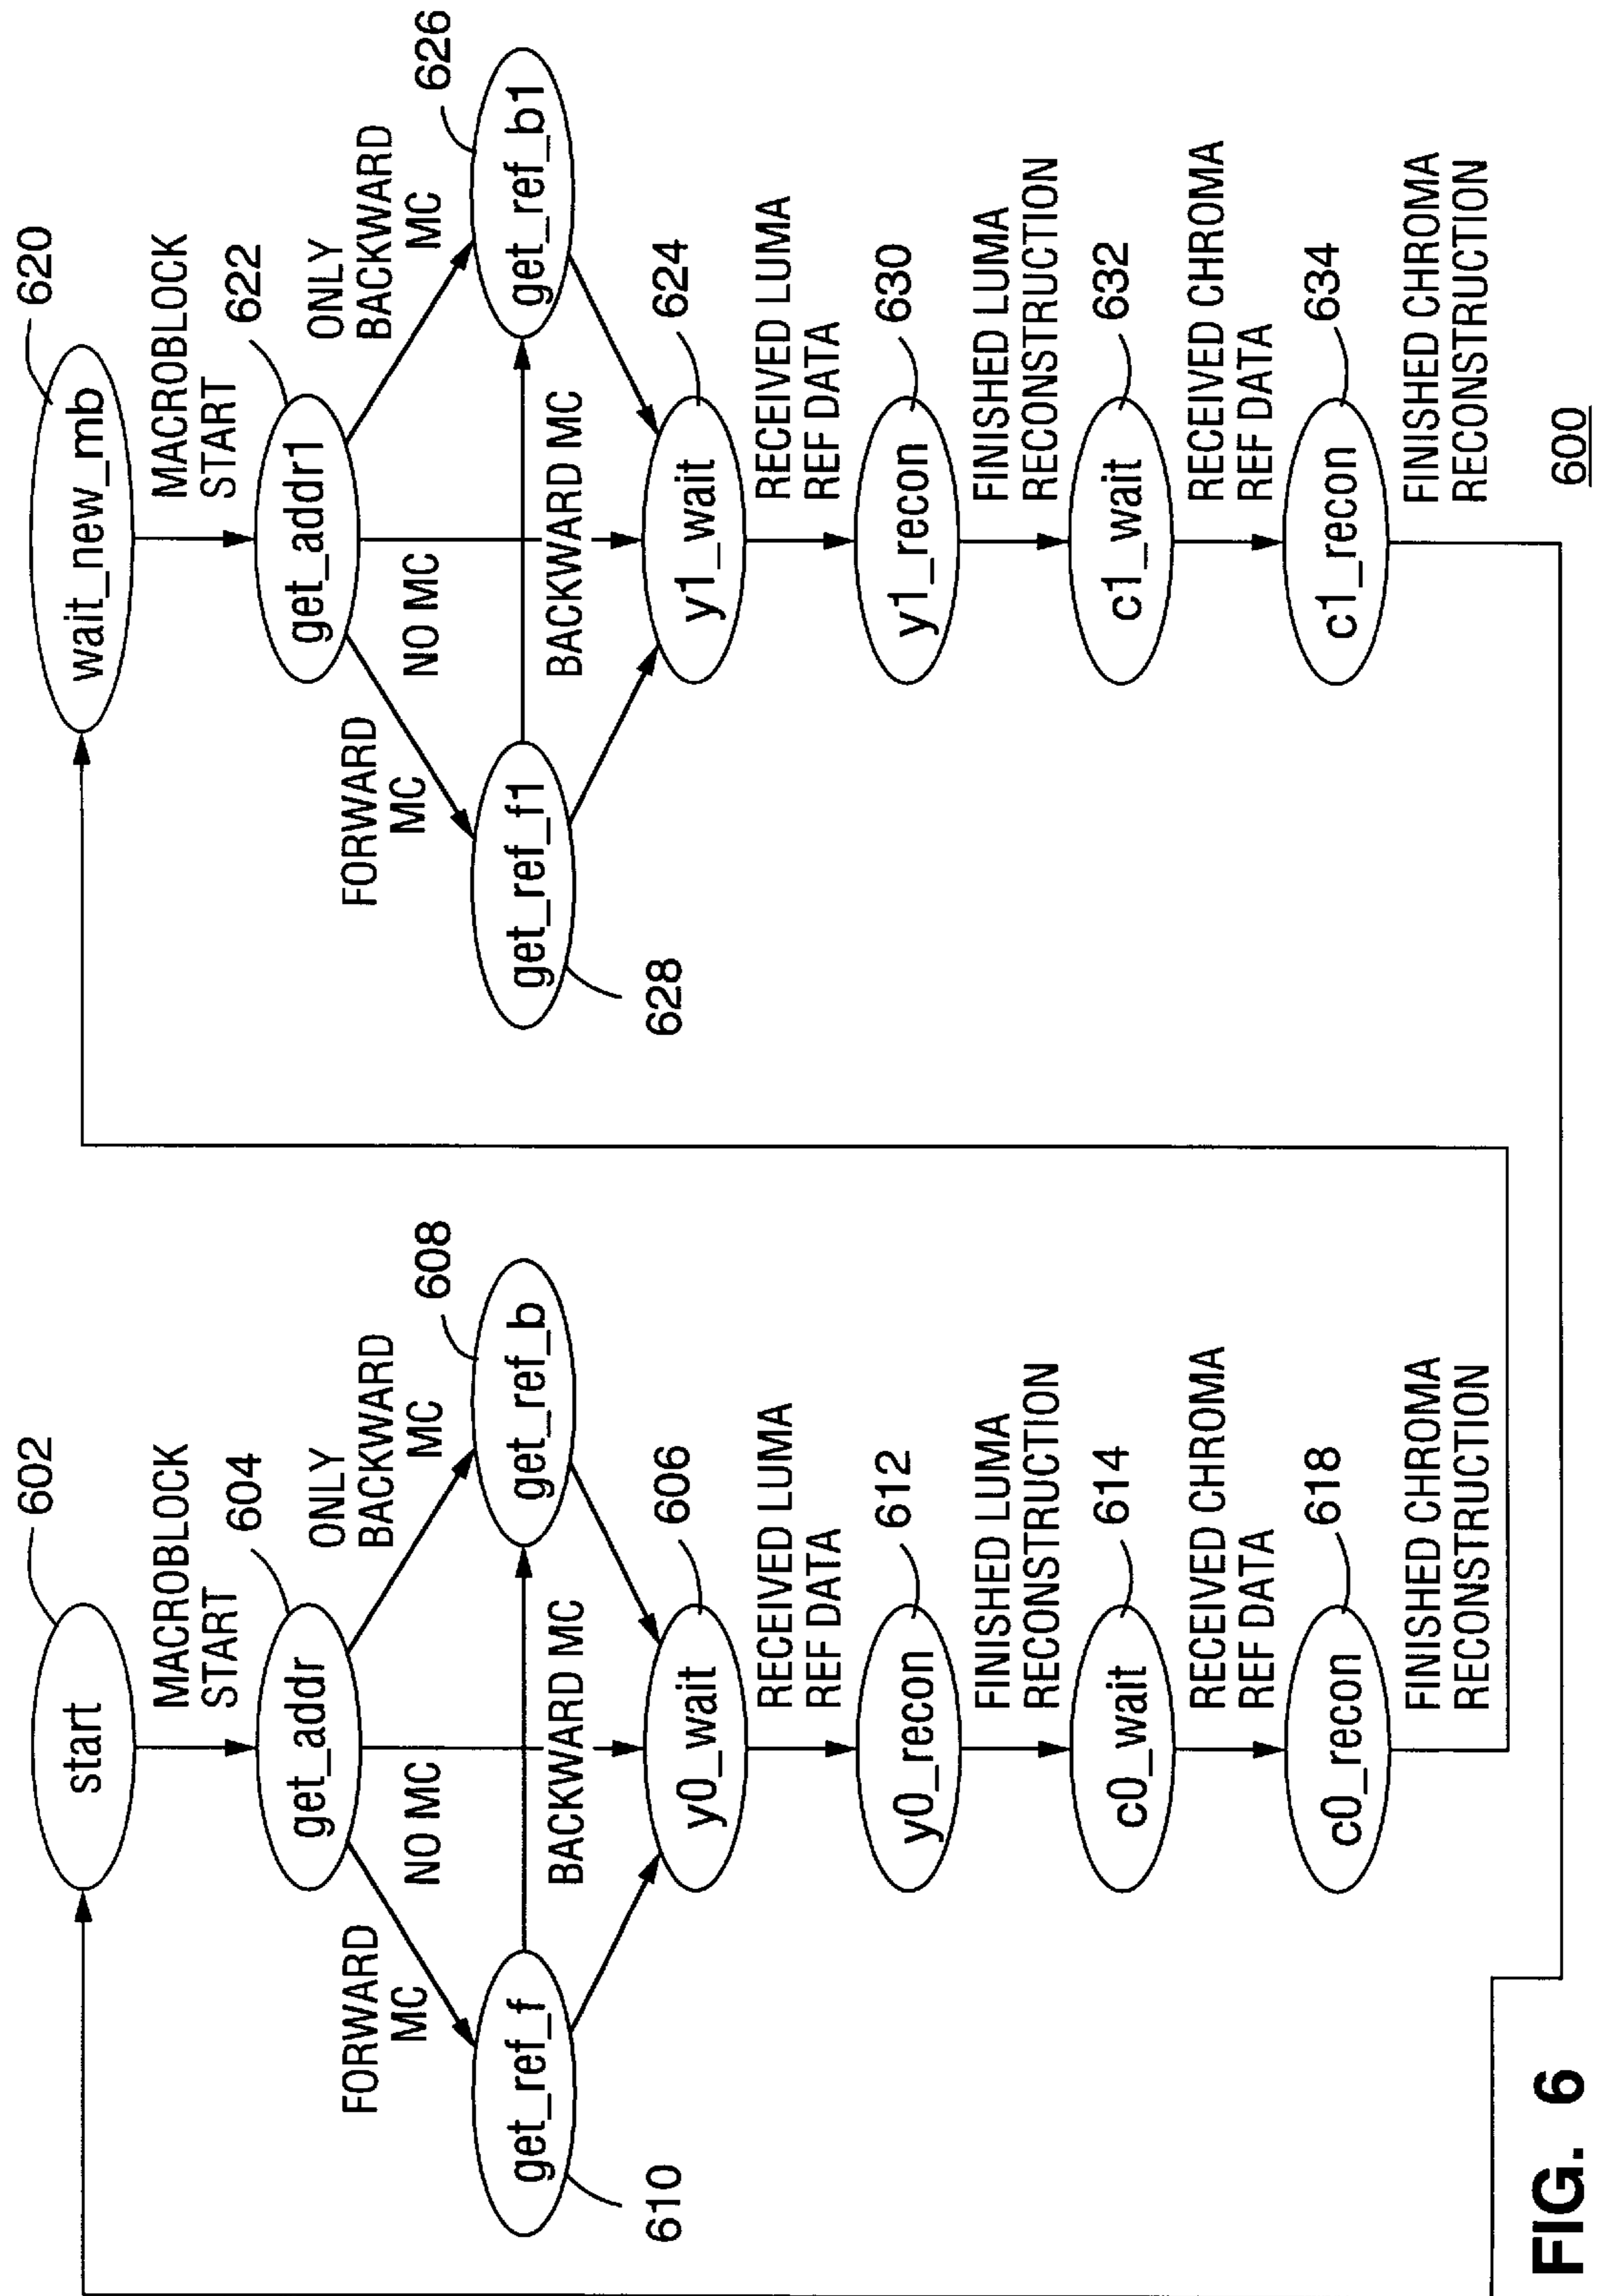 602
start
MACROBLOCK
START
604
get_addr
ONLY
BACKWARD
MC
FORWARD
MC
NO MC
608
get_ref_b
get_ref_f
610
BACKWARD MC
606
y0_wait
RECEIVED LUMA
REF DATA
612
y0_recon
FINISHED LUMA
RECONSTRUCTION
614
c0_wait
RECEIVED CHROMA
REF DATA
618
c0_recon
FINISHED CHROMA
RECONSTRUCTION
620
wait_new_mb
MACROBLOCK
START
622
get_addr1
ONLY
BACKWARD
MC
FORWARD
MC
NO MC
626
get_ref_b1
get_ref_f1
628
BACKWARD MC
624
y1_wait
RECEIVED LUMA
REF DATA
630
y1_recon
FINISHED LUMA
RECONSTRUCTION
632
c1_wait
RECEIVED CHROMA
REF DATA
634
c1_recon
FINISHED CHROMA
RECONSTRUCTION
600
FIG. 6